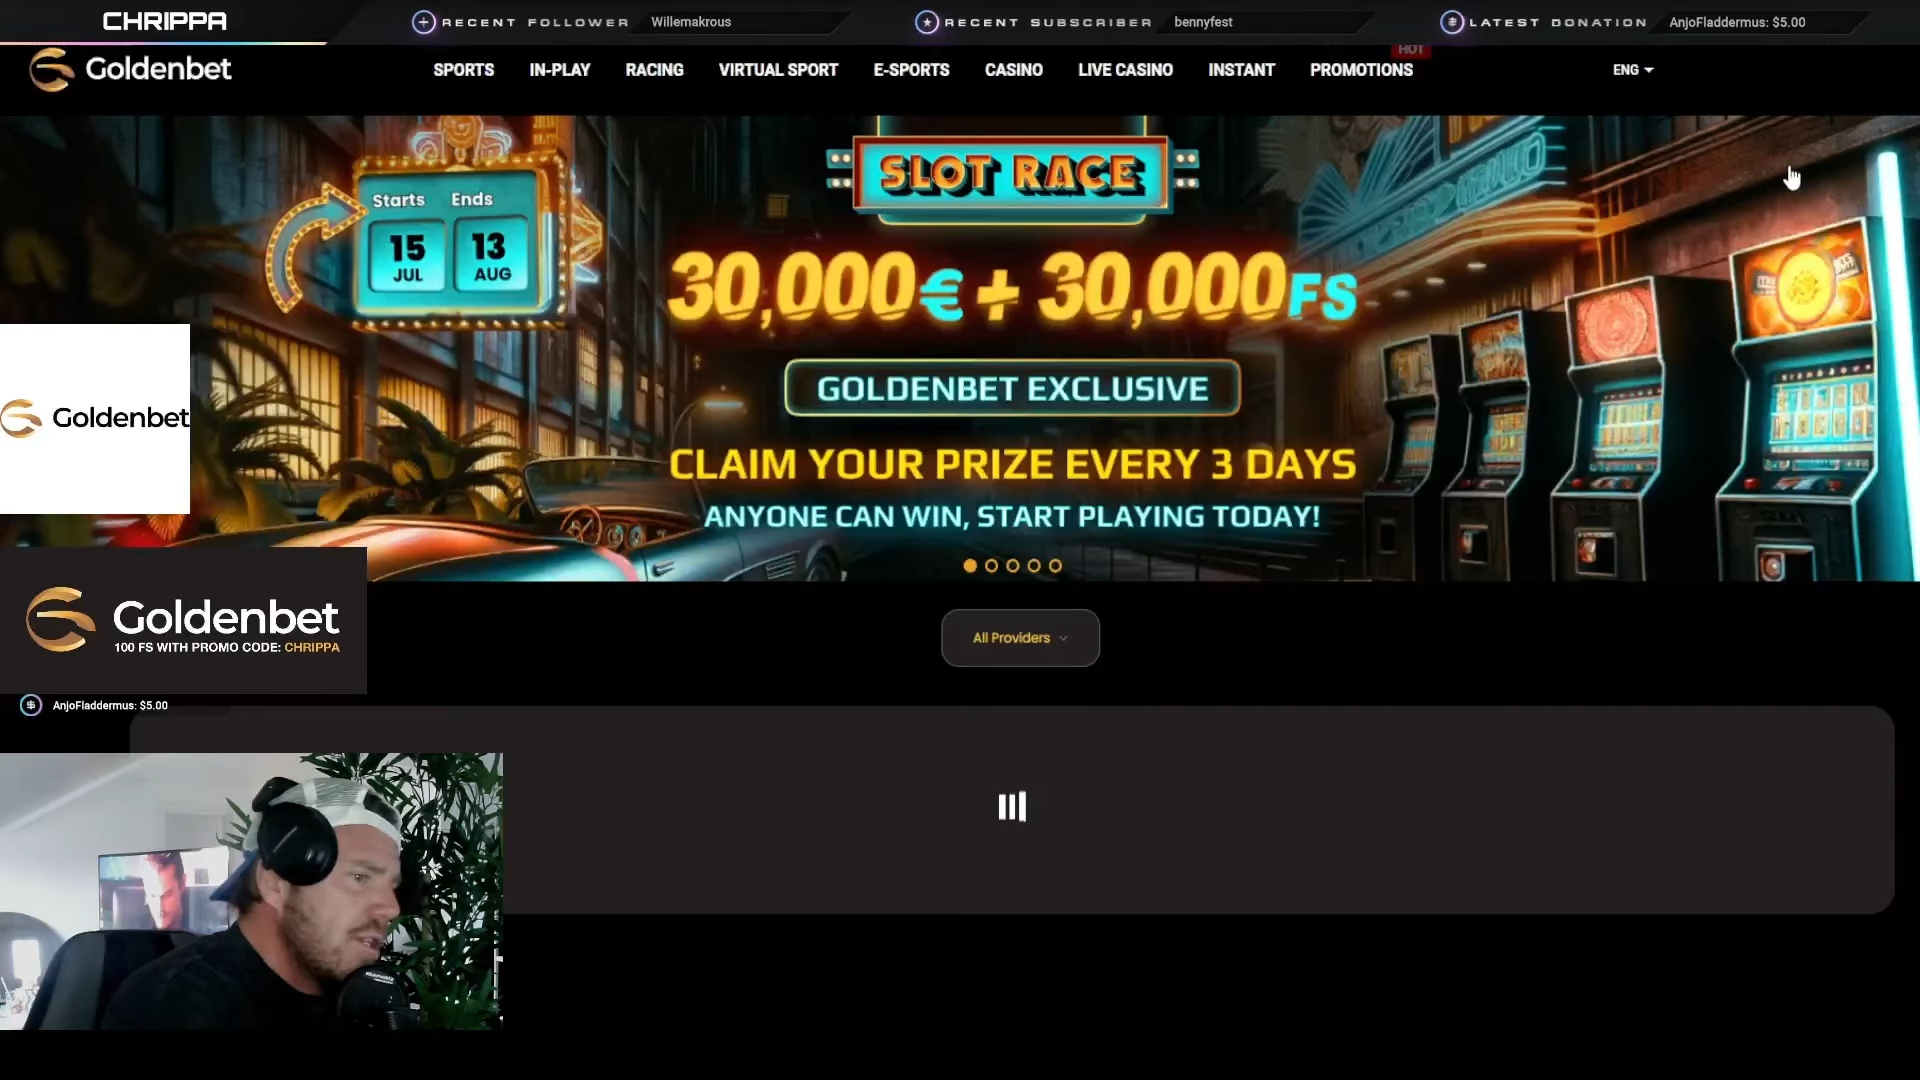 CHRIPPA
RECENT FOLLOWER Willemakrous
RECENT SUBSCRIBER bennyfest
LATEST DONATION AnjoFladdermus: $5.00
Goldenbet
SPORTS IN-PLAY RACING VIRTUAL SPORT E-SPORTS CASINO LIVE CASINO INSTANT PROMOTIONS
HOT
ENG
Starts Ends
15 13
JUL AUG
SLOT RACE
30,000€ + 30,000FS
GOLDENBET EXCLUSIVE
CLAIM YOUR PRIZE EVERY 3 DAYS
ANYONE CAN WIN, START PLAYING TODAY!
Goldenbet
Goldenbet
100 FS WITH PROMO CODE: CHRIPPA
All Providers
AnjoFladdermus: $5.00